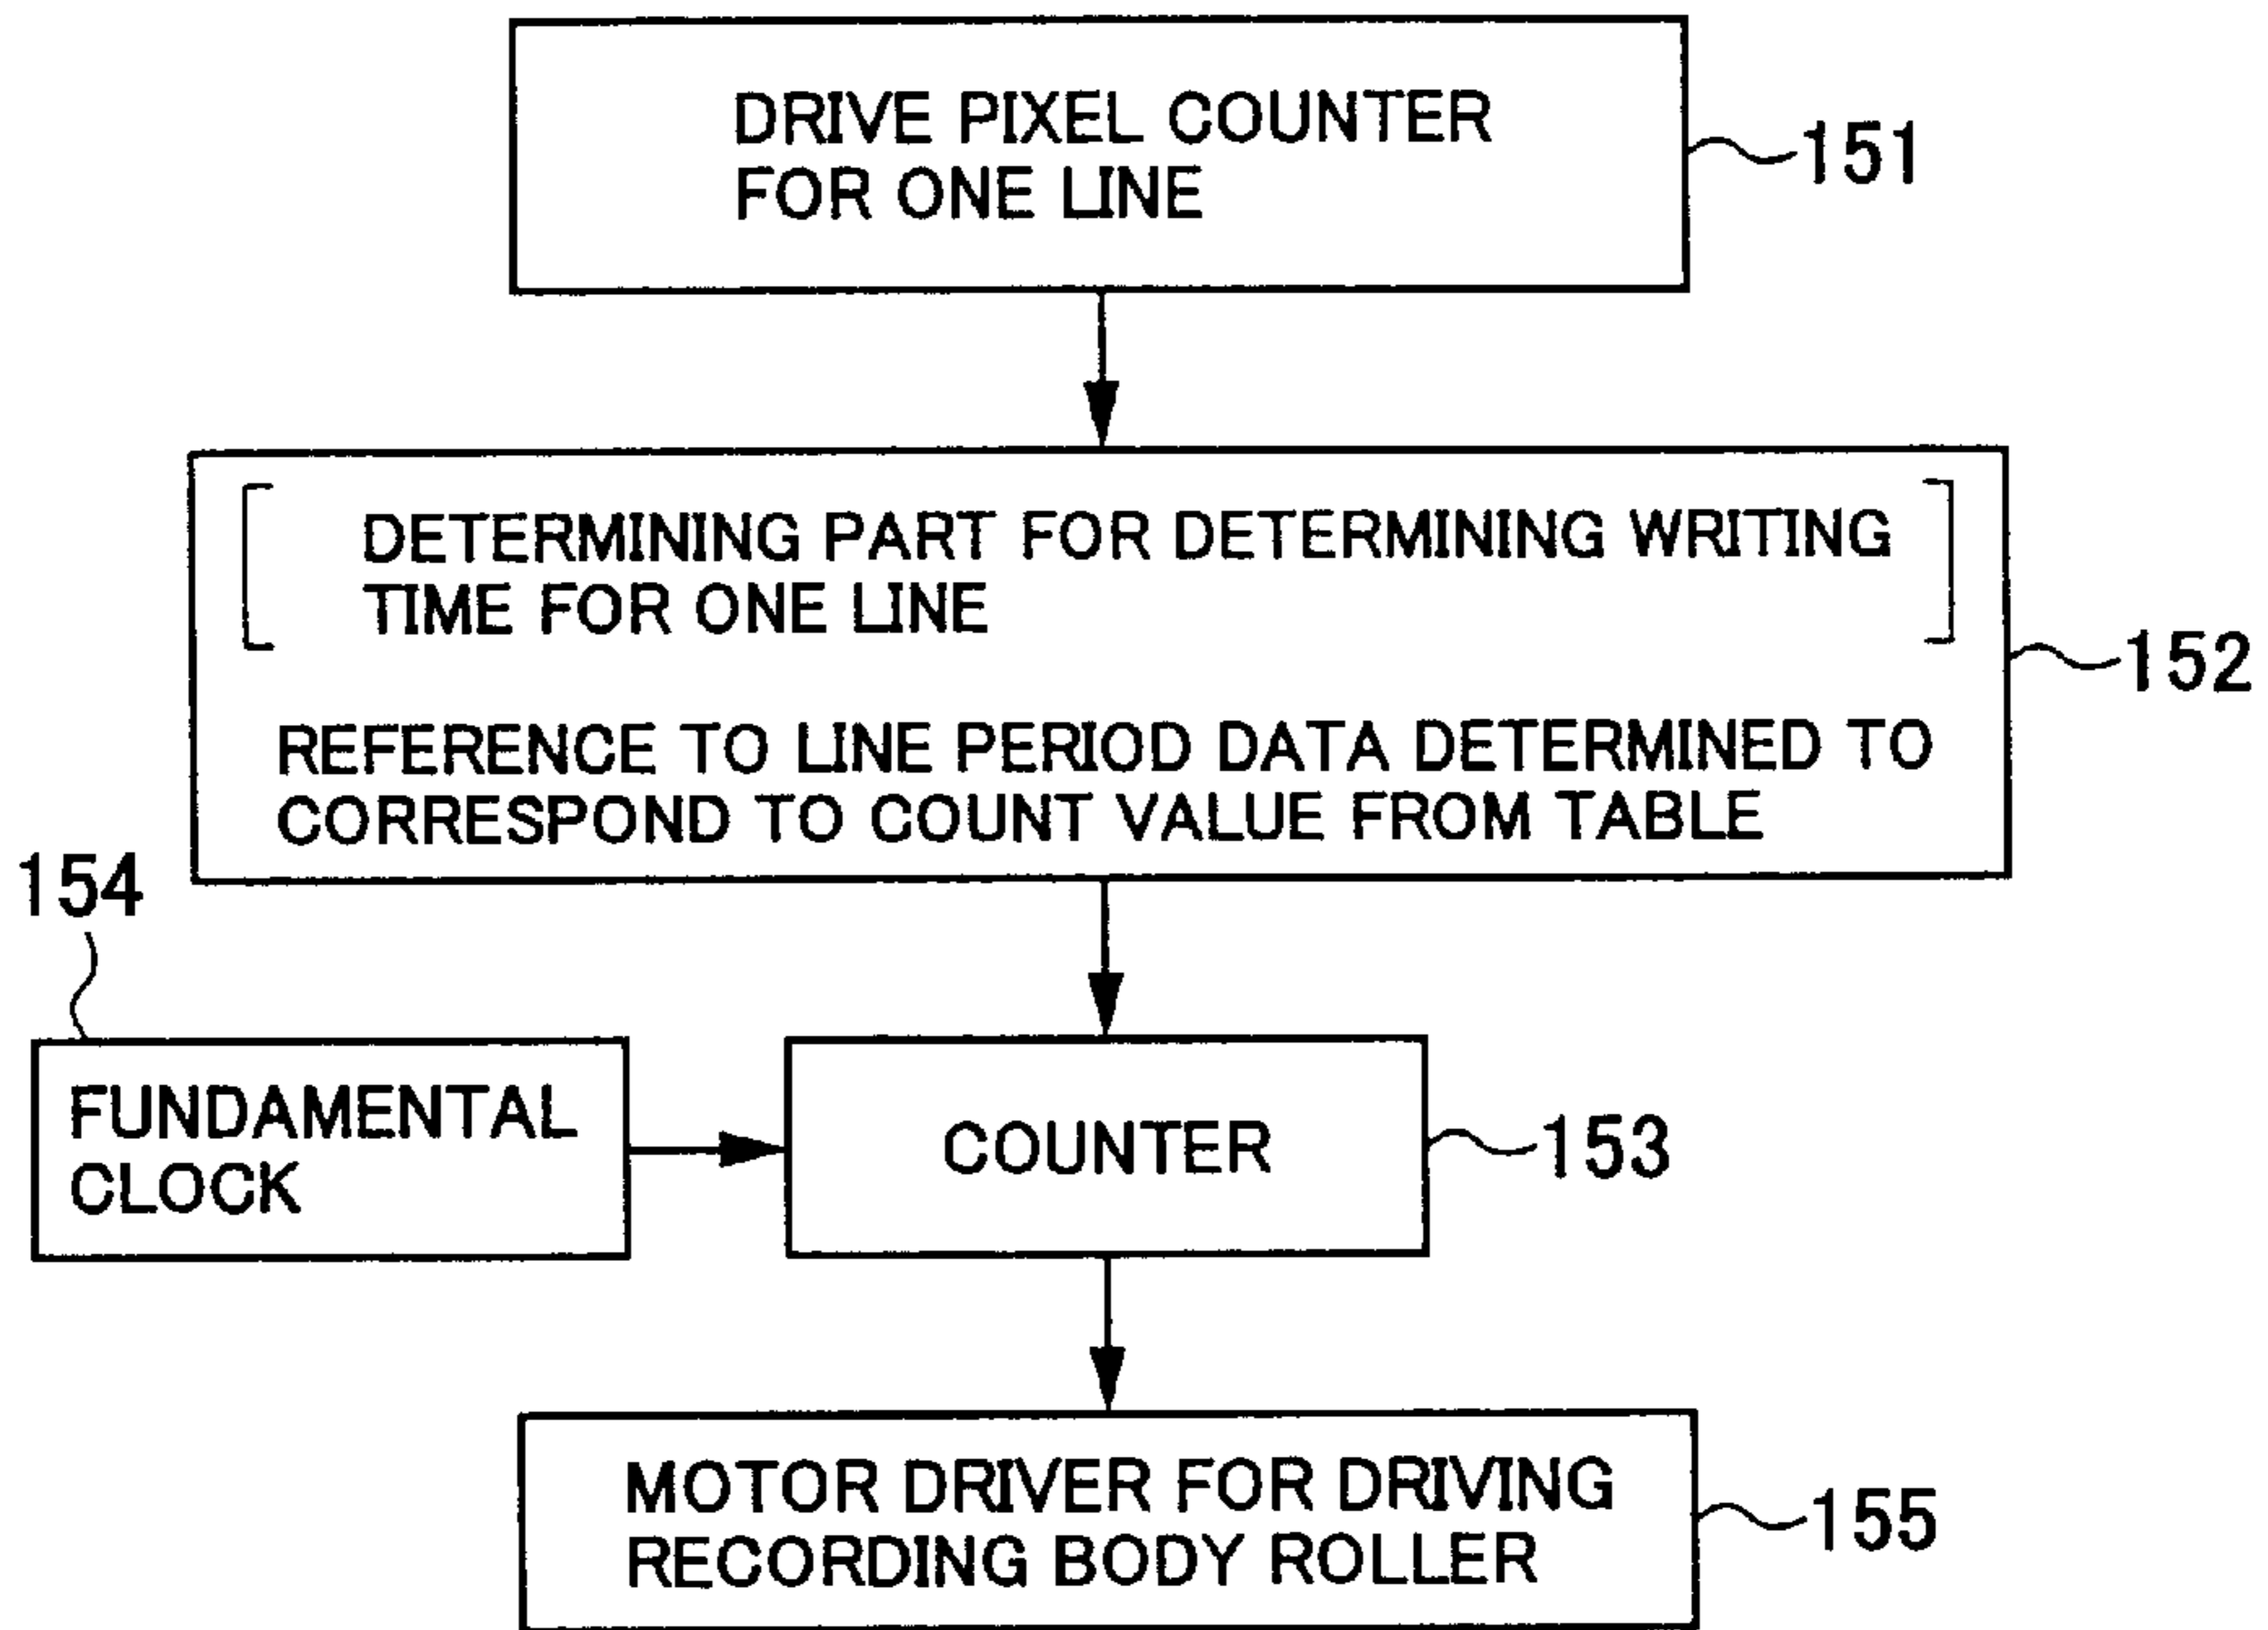 DRIVE PIXEL COUNTER
FOR ONE LINE
151
DETERMINING PART FOR DETERMINING WRITING
TIME FOR ONE LINE
152
REFERENCE TO LINE PERIOD DATA DETERMINED TO
CORRESPOND TO COUNT VALUE FROM TABLE
154
FUNDAMENTAL
CLOCK
COUNTER
153
MOTOR DRIVER FOR DRIVING
RECORDING BODY ROLLER
155